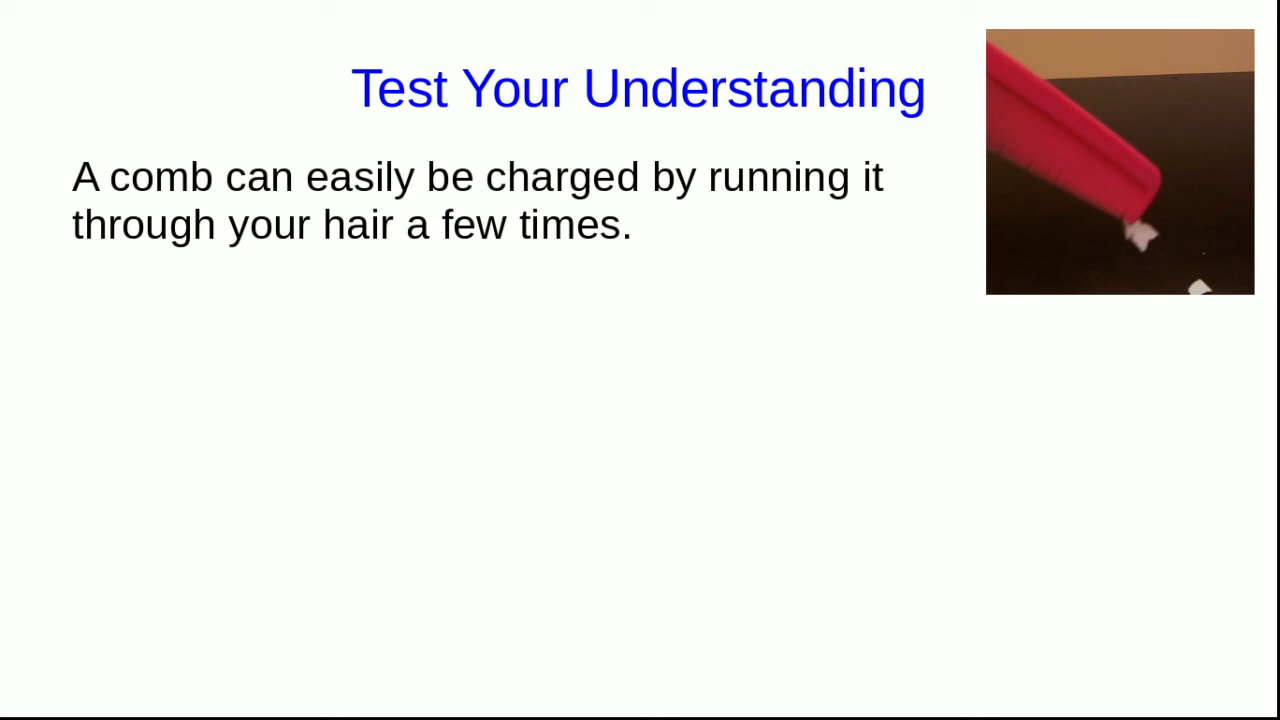 Test Your Understanding
A comb can easily be charged by running it
through your hair a few times.